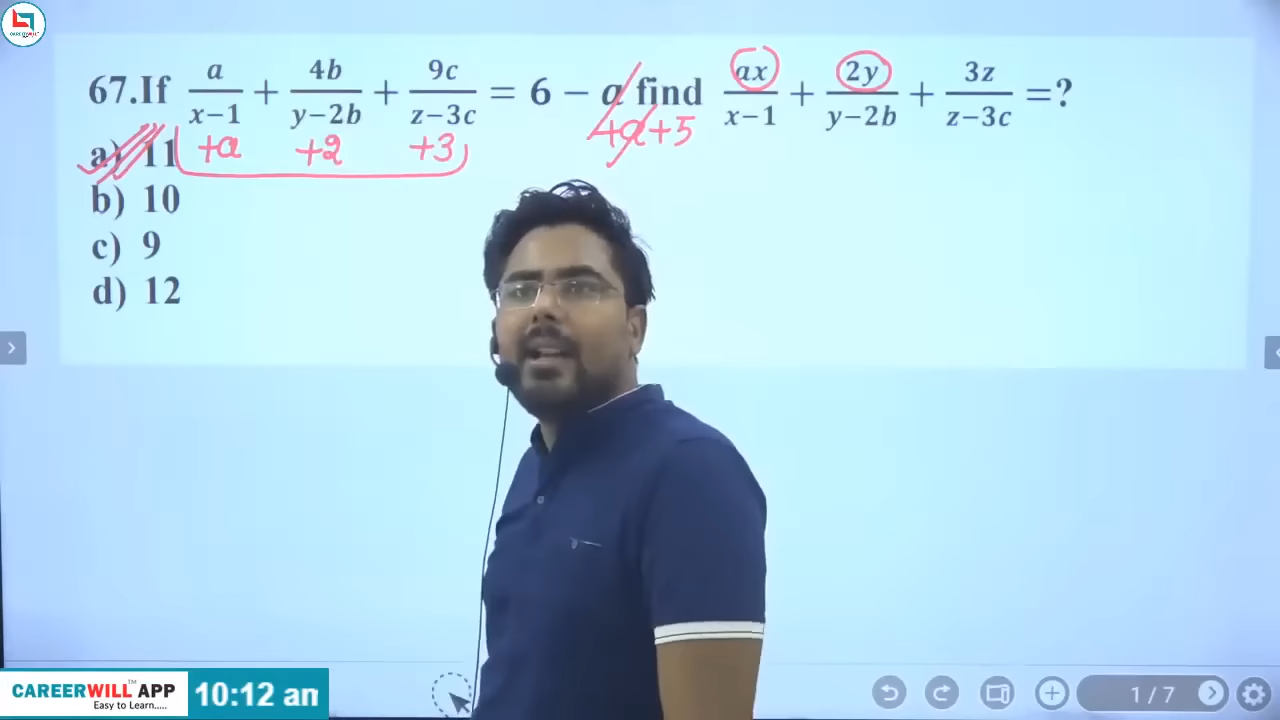 CAREERWILL
67.If a/x−1 + 4b/y−2b + 9c/z−3c = 6 − a find ax/x−1 + 2y/y−2b + 3z/z−3c =?
+a +2 +3 +a+5
a) 11
b) 10
c) 9
d) 12
CAREERWILL™ APP
Easy to Learn.....
10:12 an
1 / 7